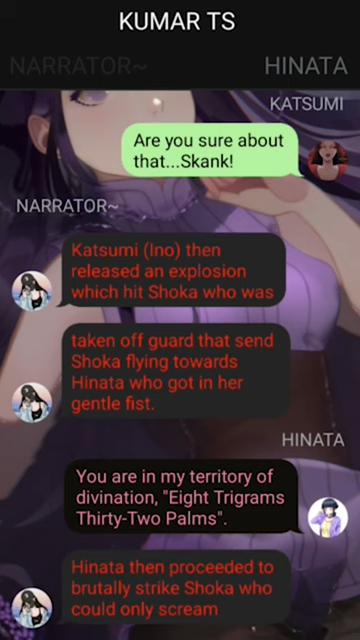 KUMAR TS
NARRATOR~
HINATA
KATSUMI
Are you sure about
that...Skank!
NARRATOR~
Katsumi (Ino) then
released an explosion
which hit Shoka who was
taken off guard that send
Shoka flying towards
Hinata who got in her
gentle fist.
HINATA
You are in my territory of
divination, "Eight Trigrams
Thirty-Two Palms".
Hinata then proceeded to
brutally strike Shoka who
could only scream